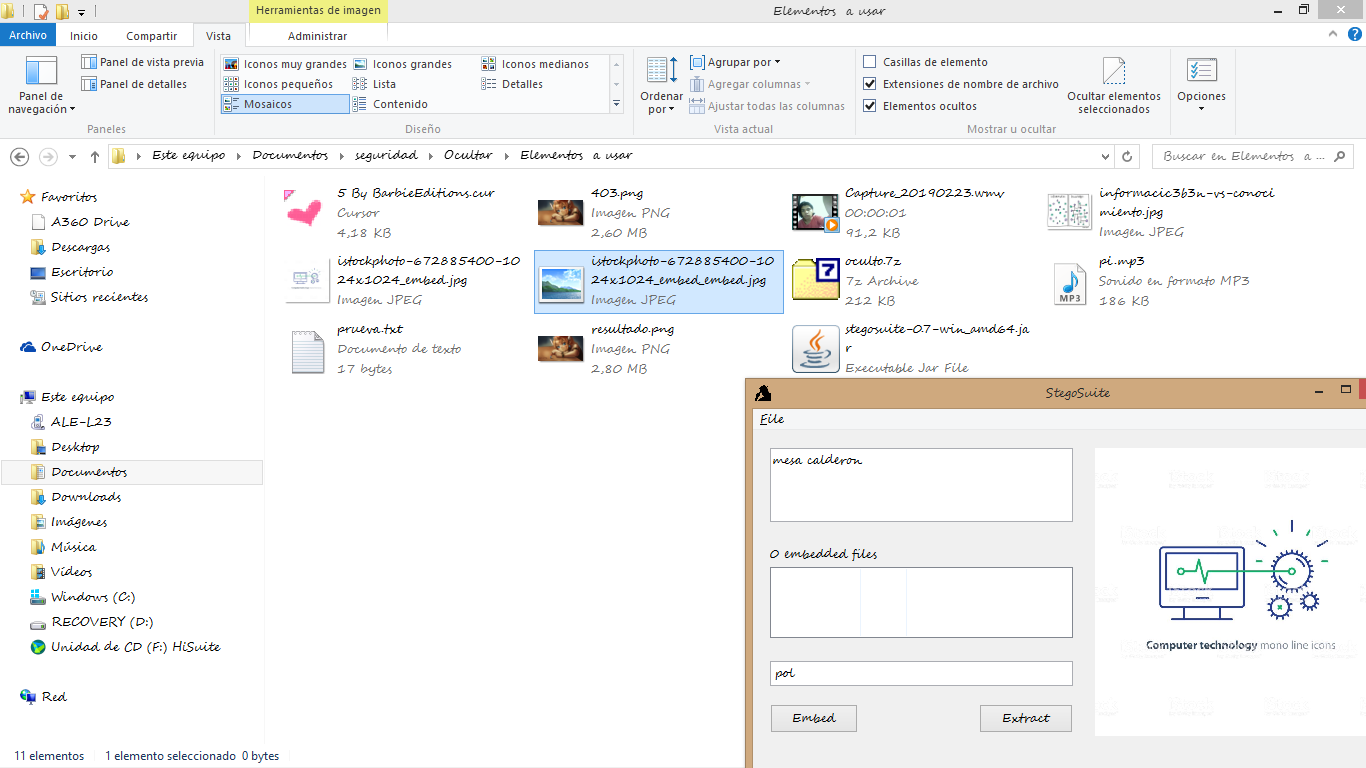 Herramientas de imagen
Elementos a usar
Archivo
Inicio
Compartir
Vista
Administrar
Panel de navegación
Panel de vista previa
Panel de detalles
Paneles
Iconos muy grandes
Iconos grandes
Iconos medianos
Iconos pequeños
Lista
Detalles
Mosaicos
Contenido
Diseño
Ordenar por
Agrupar por
Agregar columnas
Ajustar todas las columnas
Vista actual
Casillas de elemento
Extensiones de nombre de archivo
Elementos ocultos
Ocultar elementos seleccionados
Mostrar u ocultar
Opciones
Este equipo
Documentos
seguridad
Ocultar
Elementos a usar
Buscar en Elementos a ...
Favoritos
A360 Drive
Descargas
Escritorio
Sitios recientes
OneDrive
Este equipo
ALE-L23
Desktop
Documentos
Downloads
Imágenes
Música
Vídeos
Windows (C:)
RECOVERY (D:)
Unidad de CD (F:) HiSuite
Red
5 By BarbieEditions.cur
Cursor
4,18 KB
403.png
Imagen PNG
2,60 MB
Capture_20190223.wmv
00:00:01
91,2 KB
informacic3b3n-vs-conoci
miento.jpg
Imagen JPEG
istockphoto-672885400-10
24x1024_embed.jpg
Imagen JPEG
istockphoto-672885400-10
24x1024_embed_embed.jpg
Imagen JPEG
oculto.7z
7z Archive
212 KB
pi.mp3
Sonido en formato MP3
186 KB
prueva.txt
Documento de texto
17 bytes
resultado.png
Imagen PNG
2,80 MB
stegosuite-0.7-win_amd64.ja
r
Executable Jar File
StegoSuite
File
mesa calderon
0 embedded files
pol
Embed
Extract
Computer technology mono line icons
11 elementos
1 elemento seleccionado 0 bytes